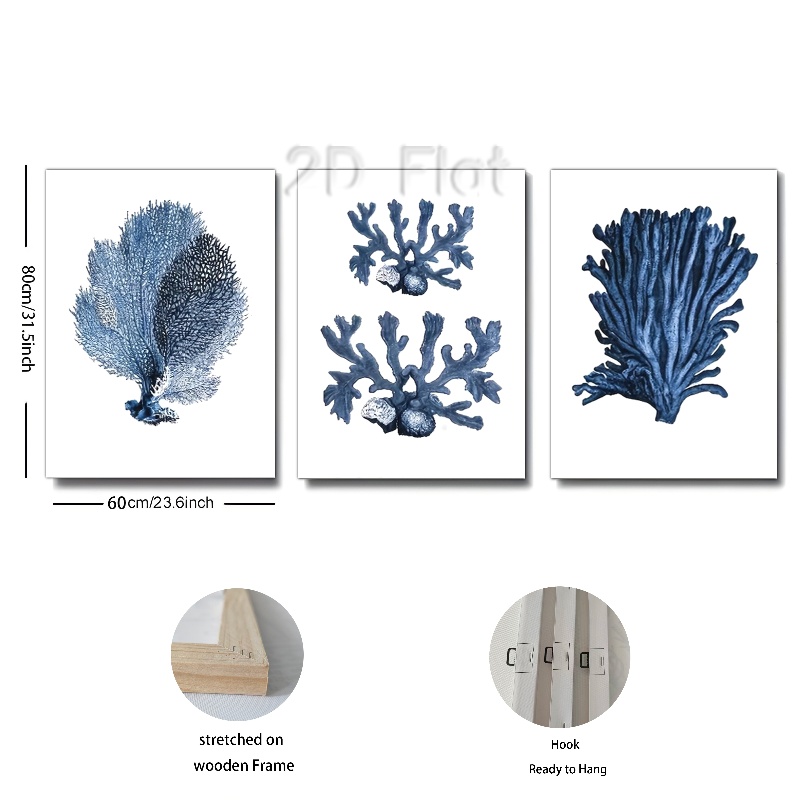 2D Flat
80cm/31.5inch
60cm/23.6inch
stretched on
wooden Frame
Hook
Ready to Hang